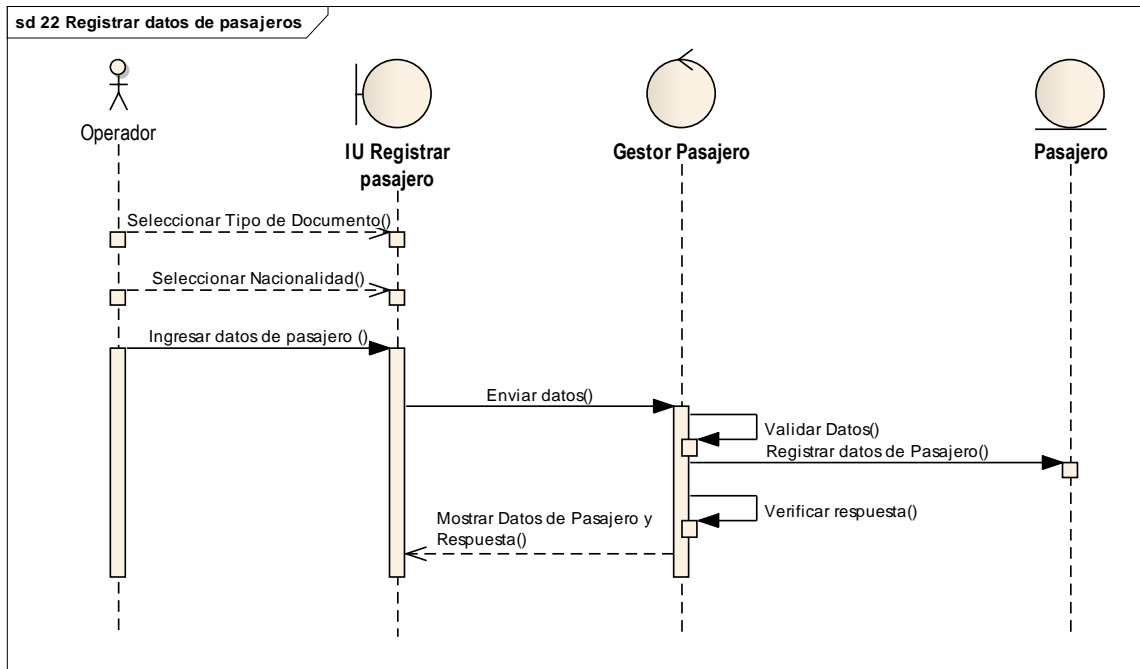 sd 22 Registrar datos de pasajeros
Operador
IU Registrar
pasajero
Gestor Pasajero
Pasajero
Seleccionar Tipo de Documento()
Seleccionar Nacionalidad()
Ingresar datos de pasajero ()
Enviar datos()
Validar Datos()
Registrar datos de Pasajero()
Verificar respuesta()
Mostrar Datos de Pasajero y
Respuesta()